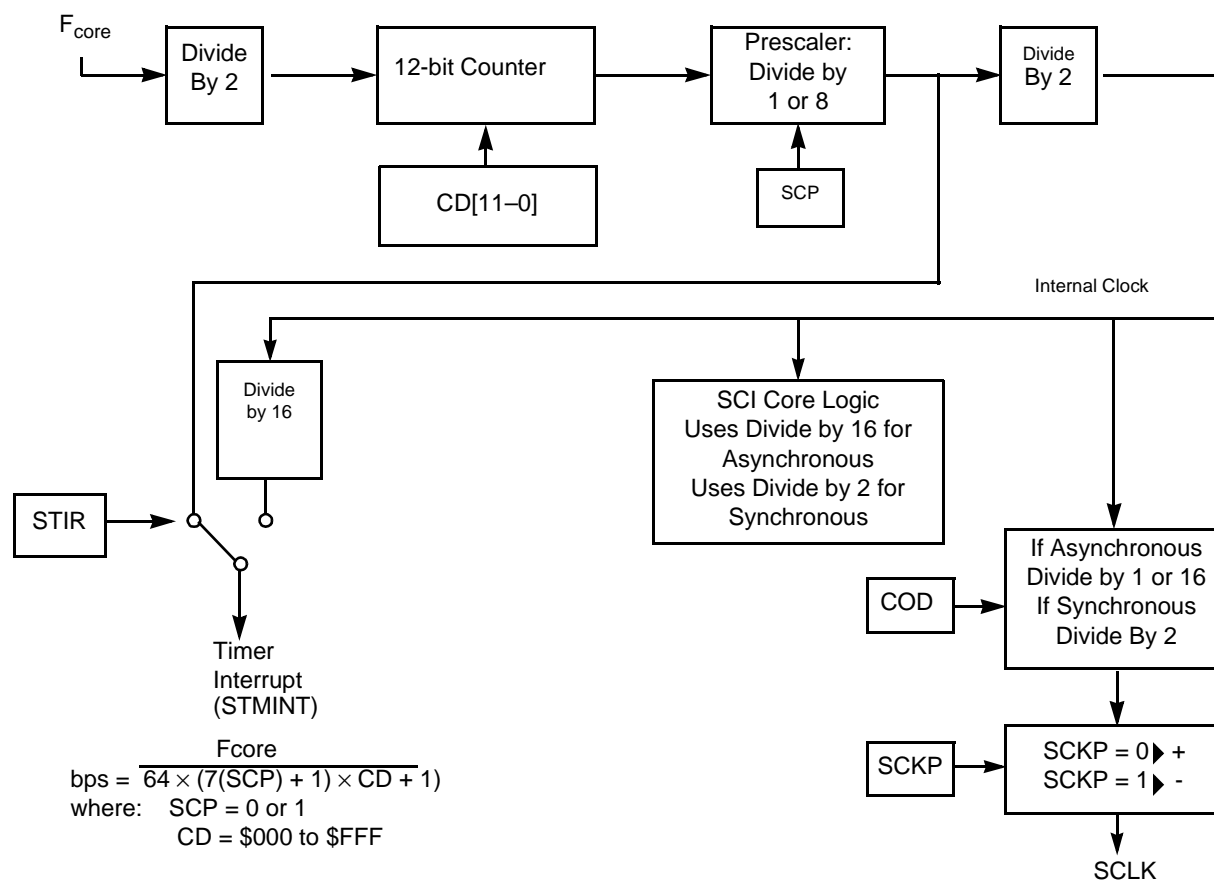 F_core
Divide
By 2
12-bit Counter
Prescaler:
Divide by
1 or 8
Divide
By 2
CD[11–0]
SCP
Internal Clock
Divide
by 16
SCI Core Logic
Uses Divide by 16 for
Asynchronous
Uses Divide by 2 for
Synchronous
STIR
If Asynchronous
Divide by 1 or 16
If Synchronous
Divide By 2
COD
Timer
Interrupt
(STMINT)
SCKP
SCKP = 0 +
SCKP = 1 -
Fcore
bps = 64 × (7(SCP) + 1) × CD + 1)
where: SCP = 0 or 1
CD = $000 to $FFF
SCLK